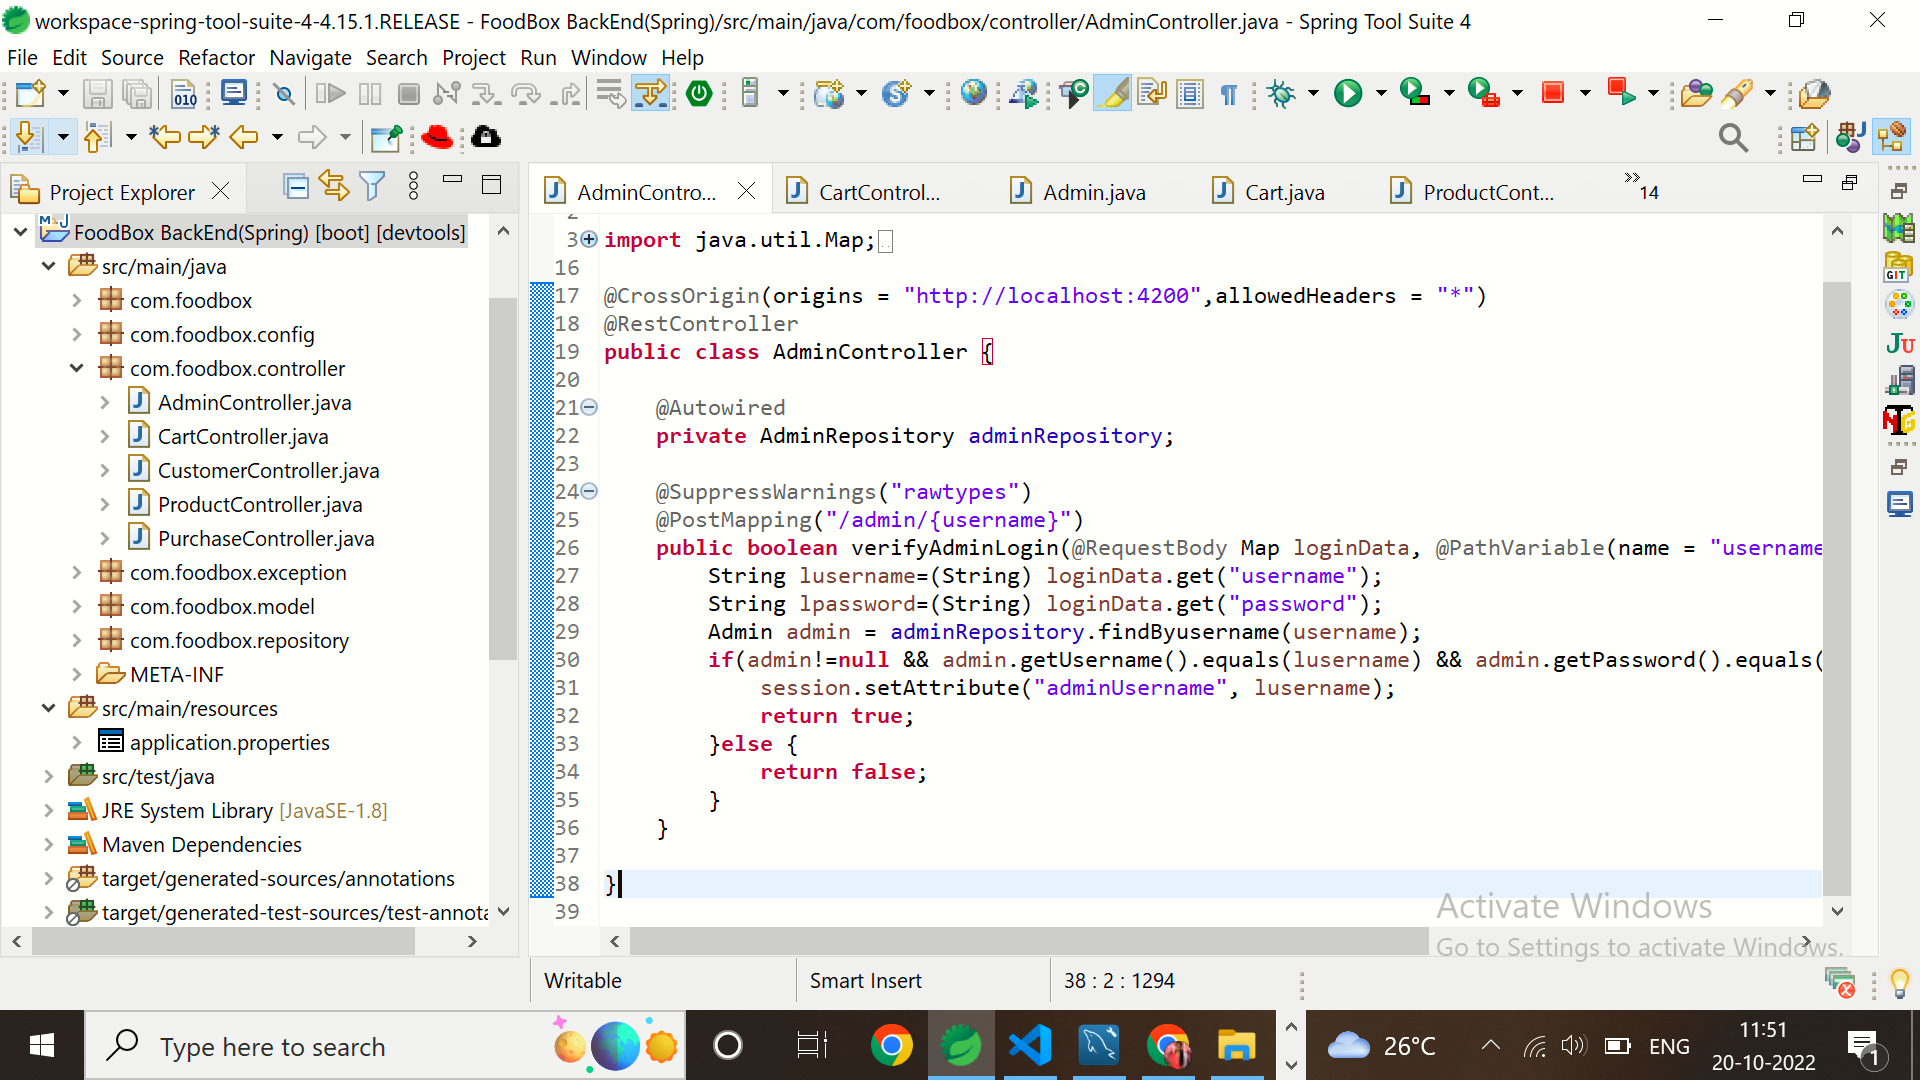 workspace-spring-tool-suite-4-4.15.1.RELEASE - FoodBox BackEnd(Spring)/src/main/java/com/foodbox/controller/AdminController.java - Spring Tool Suite 4
File Edit Source Refactor Navigate Search Project Run Window Help
Project Explorer
AdminContro...
CartControl...
Admin.java
Cart.java
ProductCont...
14
FoodBox BackEnd(Spring) [boot] [devtools]
src/main/java
com.foodbox
com.foodbox.config
com.foodbox.controller
AdminController.java
CartController.java
CustomerController.java
ProductController.java
PurchaseController.java
com.foodbox.exception
com.foodbox.model
com.foodbox.repository
META-INF
src/main/resources
application.properties
src/test/java
JRE System Library [JavaSE-1.8]
Maven Dependencies
target/generated-sources/annotations
target/generated-test-sources/test-annota
2
3 import java.util.Map;
16
17 @CrossOrigin(origins = "http://localhost:4200",allowedHeaders = "*")
18 @RestController
19 public class AdminController {
20
21 @Autowired
22 private AdminRepository adminRepository;
23
24 @SuppressWarnings("rawtypes")
25 @PostMapping("/admin/{username}")
26 public boolean verifyAdminLogin(@RequestBody Map loginData, @PathVariable(name = "username
27 String lusername=(String) loginData.get("username");
28 String lpassword=(String) loginData.get("password");
29 Admin admin = adminRepository.findByusername(username);
30 if(admin!=null && admin.getUsername().equals(lusername) && admin.getPassword().equals(
31 session.setAttribute("adminUsername", lusername);
32 return true;
33 }else {
34 return false;
35 }
36 }
37
38 }
39
Activate Windows
Go to Settings to activate Windows.
Writable
Smart Insert
38 : 2 : 1294
Type here to search
26°C
ENG
11:51
20-10-2022
1